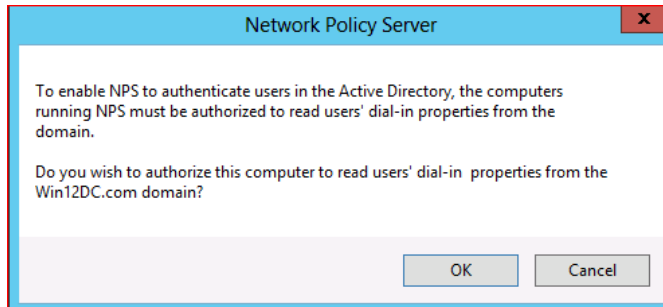 Network Policy Server
x
To enable NPS to authenticate users in the Active Directory, the computers
running NPS must be authorized to read users' dial-in properties from the
domain.
Do you wish to authorize this computer to read users' dial-in  properties from the
Win12DC.com domain?
OK
Cancel